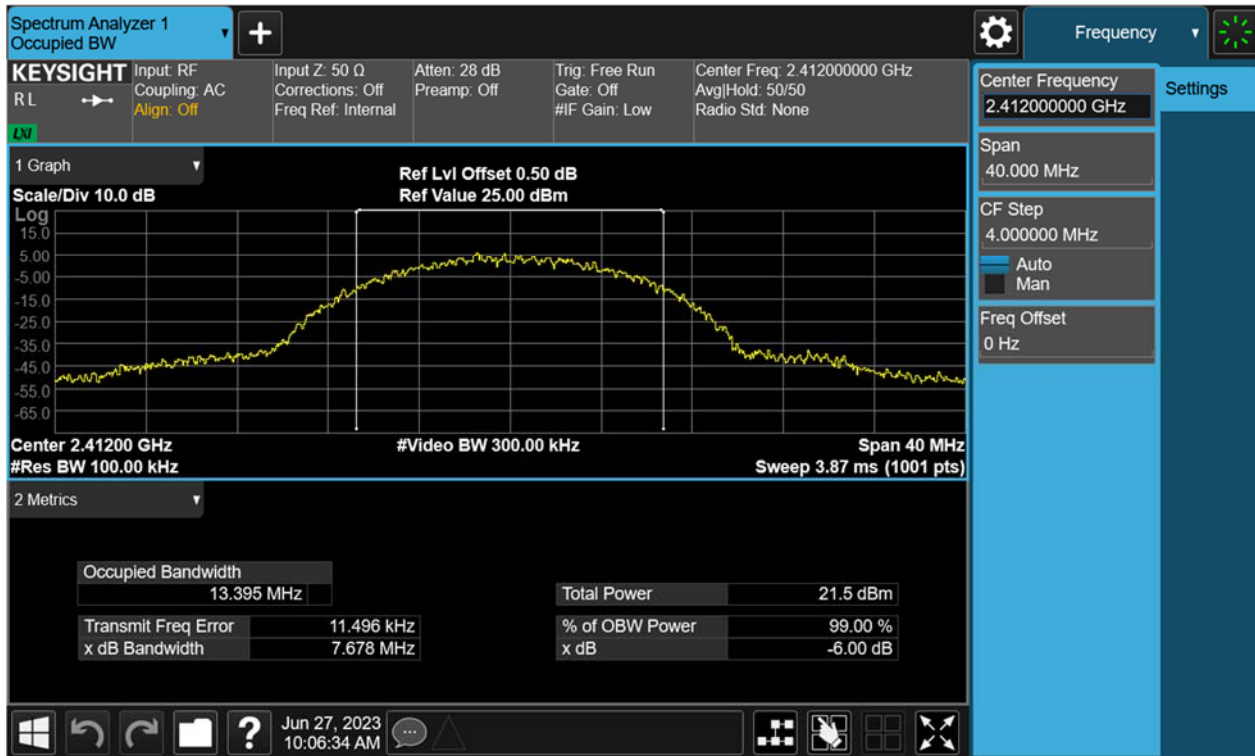 Spectrum Analyzer 1
Occupied BW
Frequency
KEYSIGHT
RL
LXI
Input: RF
Coupling: AC
Align: Off
Input Z: 50 Ω
Corrections: Off
Freq Ref: Internal
Atten: 28 dB
Preamp: Off
Trig: Free Run
Gate: Off
#IF Gain: Low
Center Freq: 2.412000000 GHz
Avg|Hold: 50/50
Radio Std: None
Center Frequency
2.412000000 GHz
Settings
Span
40.000 MHz
CF Step
4.000000 MHz
Auto
Man
Freq Offset
0 Hz
1 Graph
Scale/Div 10.0 dB
Ref Lvl Offset 0.50 dB
Ref Value 25.00 dBm
Log
15.0
5.00
-5.00
-15.0
-25.0
-35.0
-45.0
-55.0
-65.0
Center 2.41200 GHz
#Video BW 300.00 kHz
Span 40 MHz
#Res BW 100.00 kHz
Sweep 3.87 ms (1001 pts)
2 Metrics
Occupied Bandwidth
13.395 MHz
Transmit Freq Error 11.496 kHz
x dB Bandwidth 7.678 MHz
Total Power 21.5 dBm
% of OBW Power 99.00 %
x dB -6.00 dB
Jun 27, 2023
10:06:34 AM